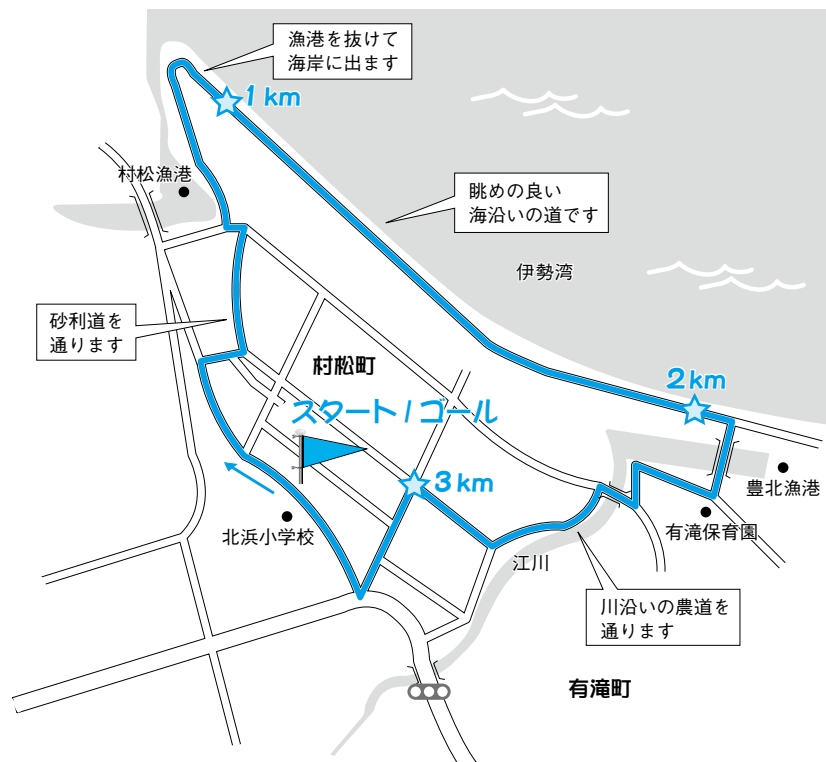 漁港を抜けて
海岸に出ます
1km
村松漁港
眺めの良い
海沿いの道です
伊勢湾
砂利道を
通ります
村松町
2km
スタート/ゴール
3km
豊北漁港
有滝保育園
北浜小学校
江川
川沿いの農道を
通ります
有滝町